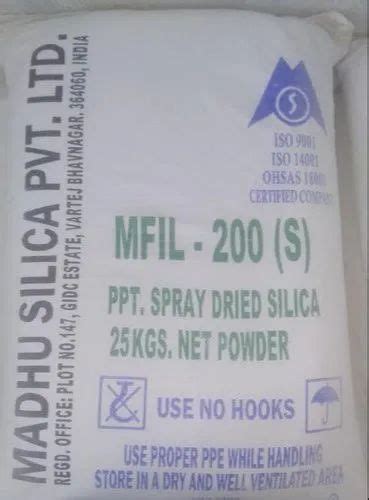 MADHU SILICA PVT. LTD.
REGD. OFFICE: PLOT NO.147, GIDC ESTATE, VARTEJ BHAVNAGAR. 364060, INDIA
S
ISO 9001
ISO 14001
OHSAS 18001
CERTIFIED COMPANY
MFIL - 200 (S)
PPT. SPRAY DRIED SILICA
25KGS. NET POWDER
USE NO HOOKS
USE PROPER PPE WHILE HANDLING
STORE IN A DRY AND WELL VENTILATED AREA